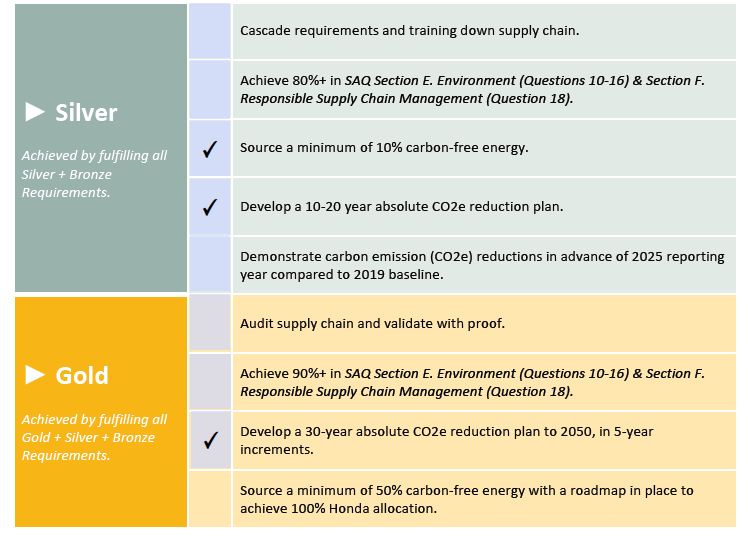 Cascade requirements and training down supply chain.
Achieve 80%+ in SAQ Section E. Environment (Questions 10-16) & Section F.
Responsible Supply Chain Management (Question 18).
► Silver
Achieved by fulfilling all
Silver + Bronze
Requirements.
✓ Source a minimum of 10% carbon-free energy.
✓ Develop a 10-20 year absolute CO2e reduction plan.
Demonstrate carbon emission (CO2e) reductions in advance of 2025 reporting
year compared to 2019 baseline.
Audit supply chain and validate with proof.
Achieve 90%+ in SAQ Section E. Environment (Questions 10-16) & Section F.
Responsible Supply Chain Management (Question 18).
► Gold
Achieved by fulfilling all
Gold + Silver + Bronze
Requirements.
✓ Develop a 30-year absolute CO2e reduction plan to 2050, in 5-year
increments.
Source a minimum of 50% carbon-free energy with a roadmap in place to
achieve 100% Honda allocation.